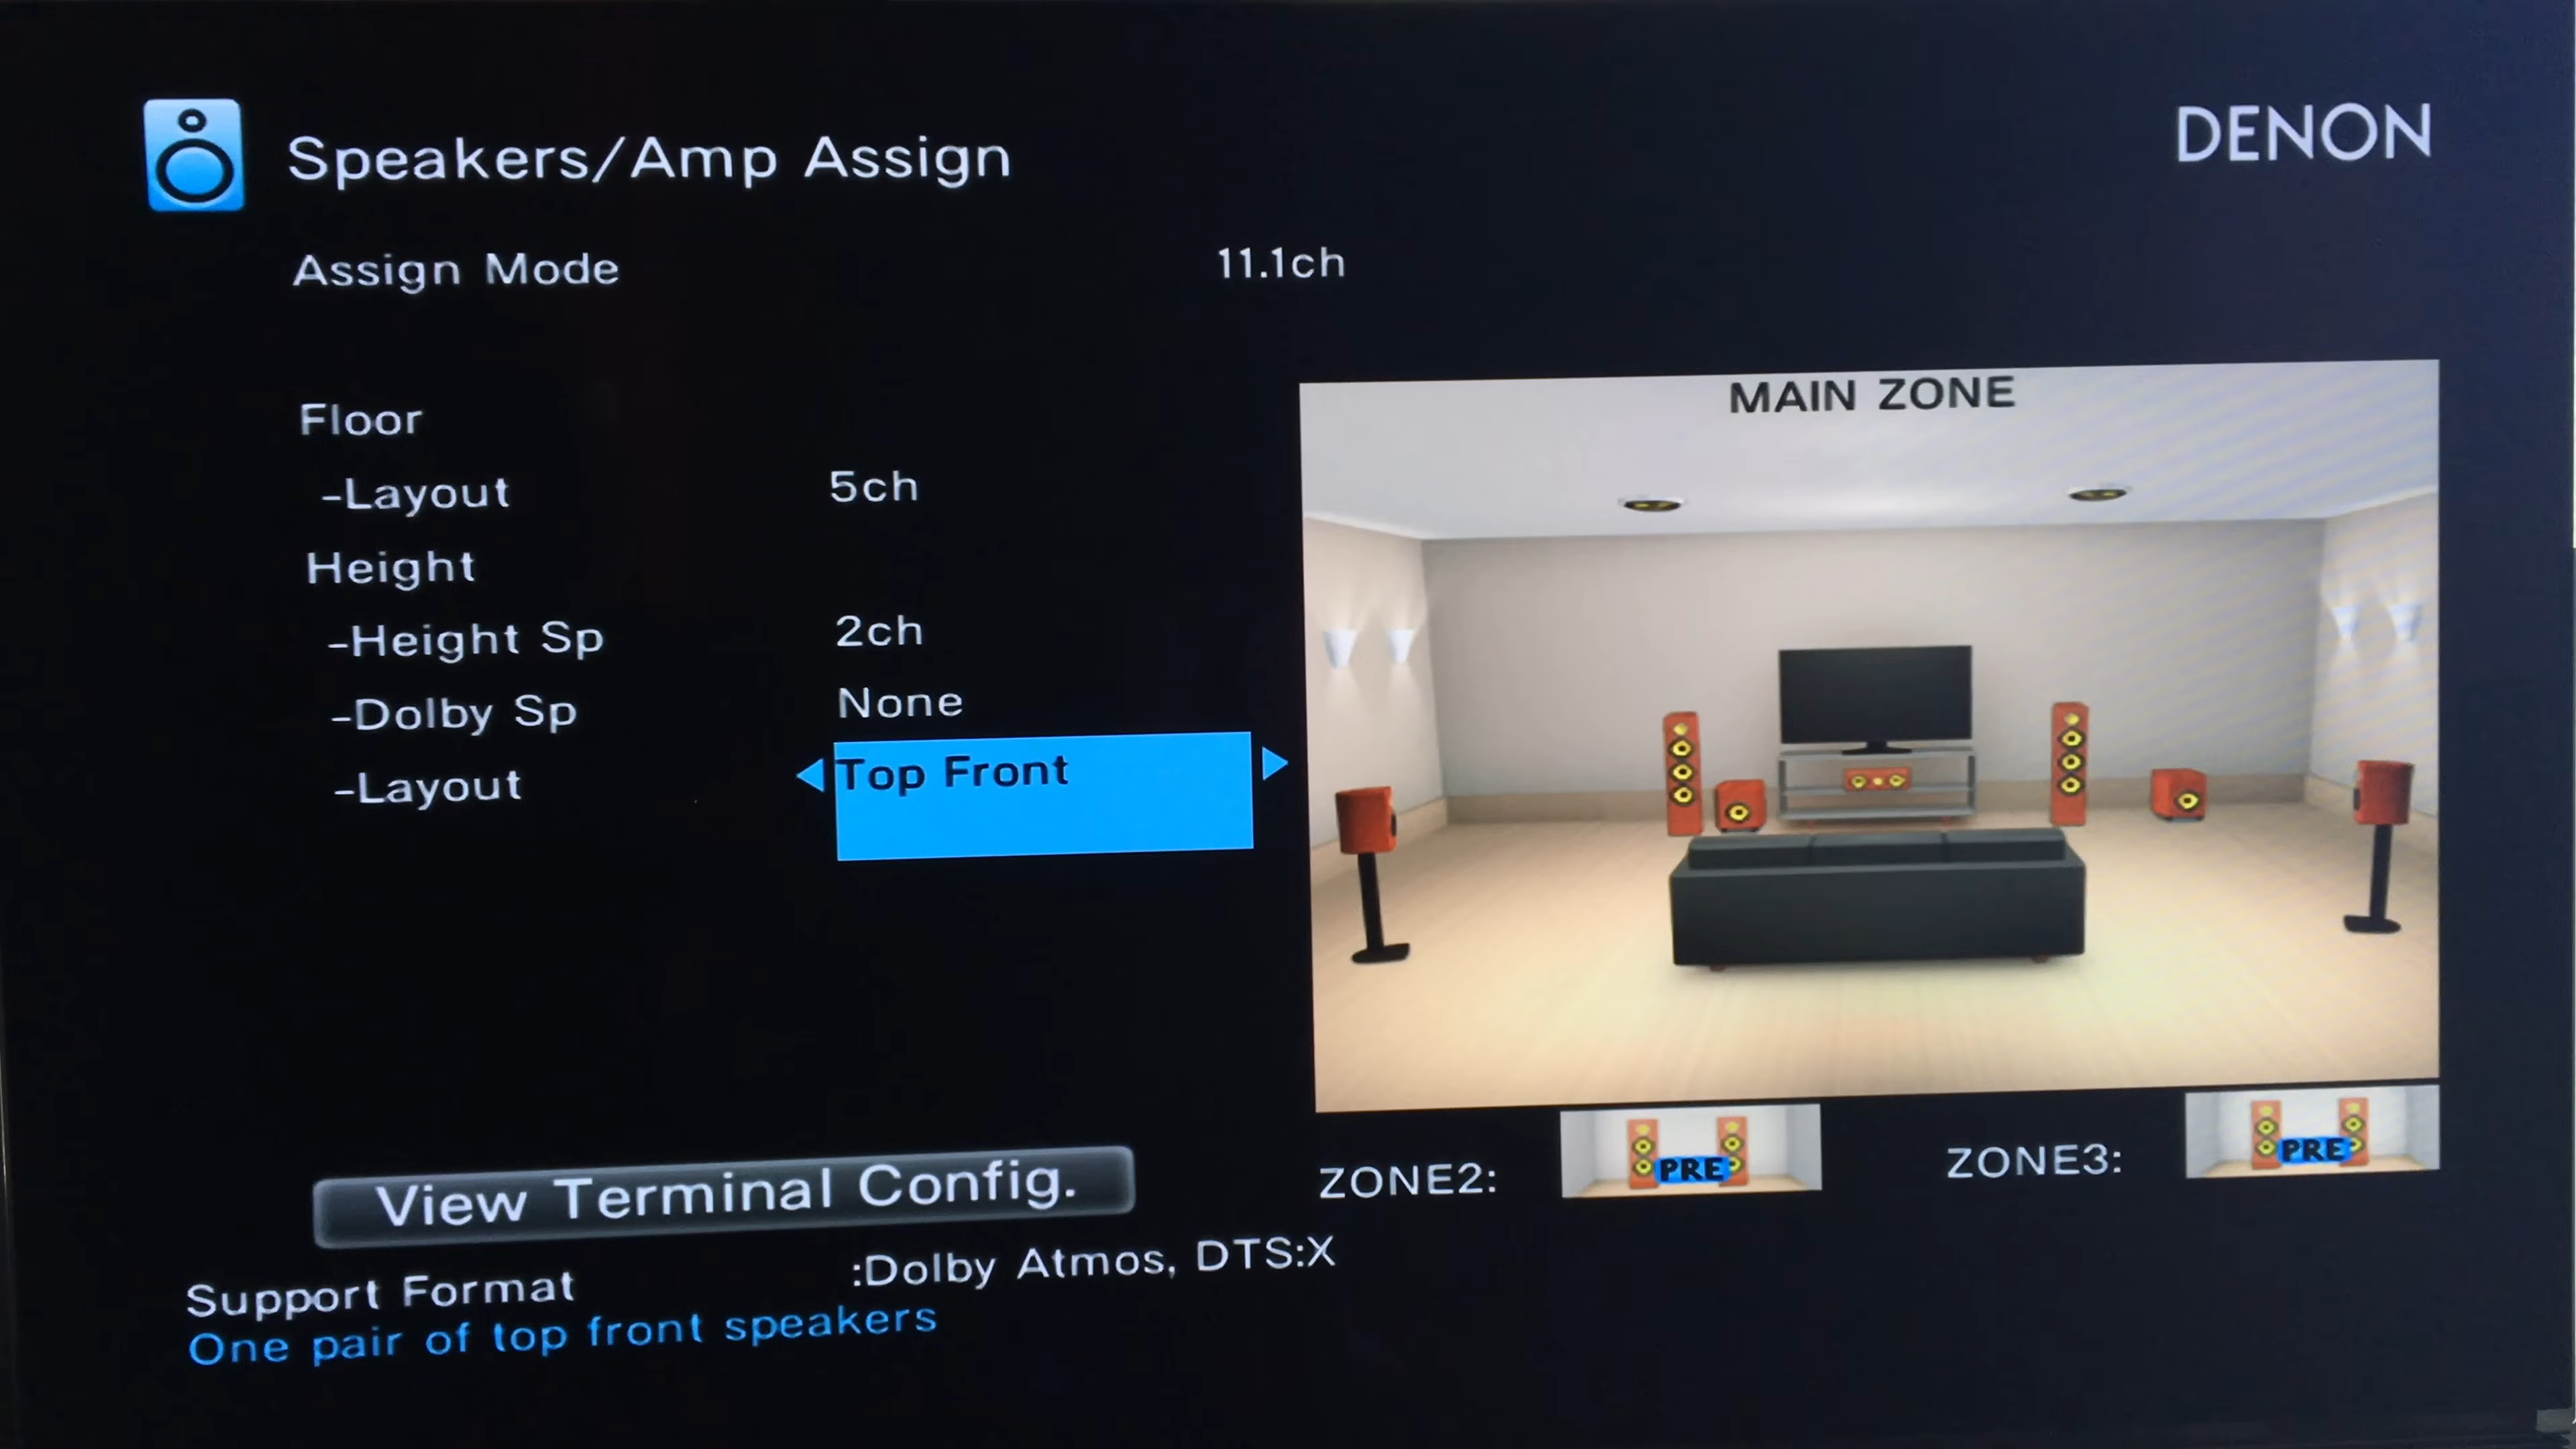 DENON
Speakers/Amp Assign
Assign Mode 11.1ch
Floor
-Layout 5ch
Height
-Height Sp 2ch
-Dolby Sp None
-Layout Top Front
MAIN ZONE
View Terminal Config.
ZONE2: PRE ZONE3: PRE
Support Format :Dolby Atmos, DTS:X
One pair of top front speakers